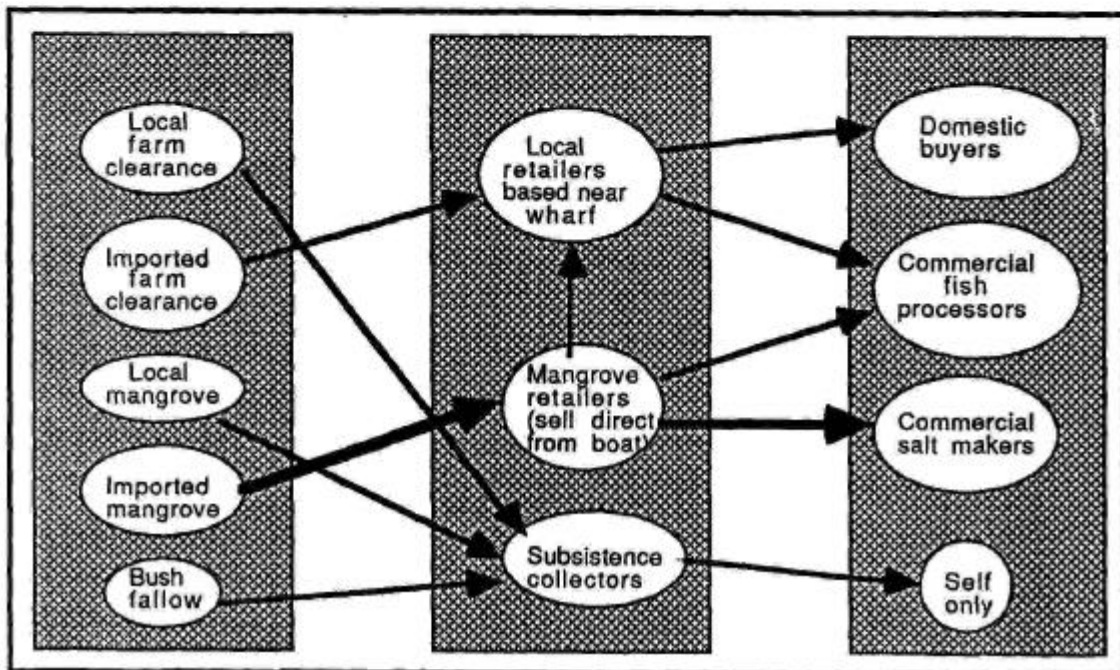 Local
farm
clearance
Imported
farm
clearance
Local
mangrove
Imported
mangrove
Bush
fallow
Local
retailers
based near
wharf
Mangrove
retailers
(sell direct
from boat)
Subsistence
collectors
Domestic
buyers
Commercial
fish
processors
Commercial
salt makers
Self
only